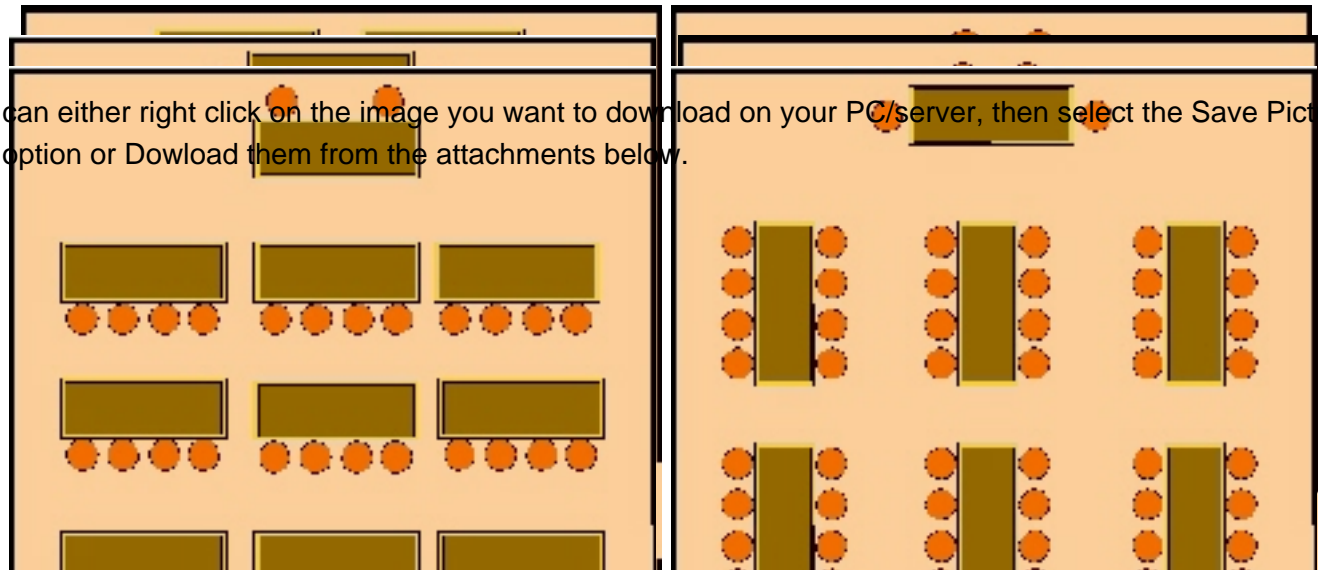 can either right click on the image you want to download on your PC/server, then select the Save Pict
option or Dowload them from the attachments below.